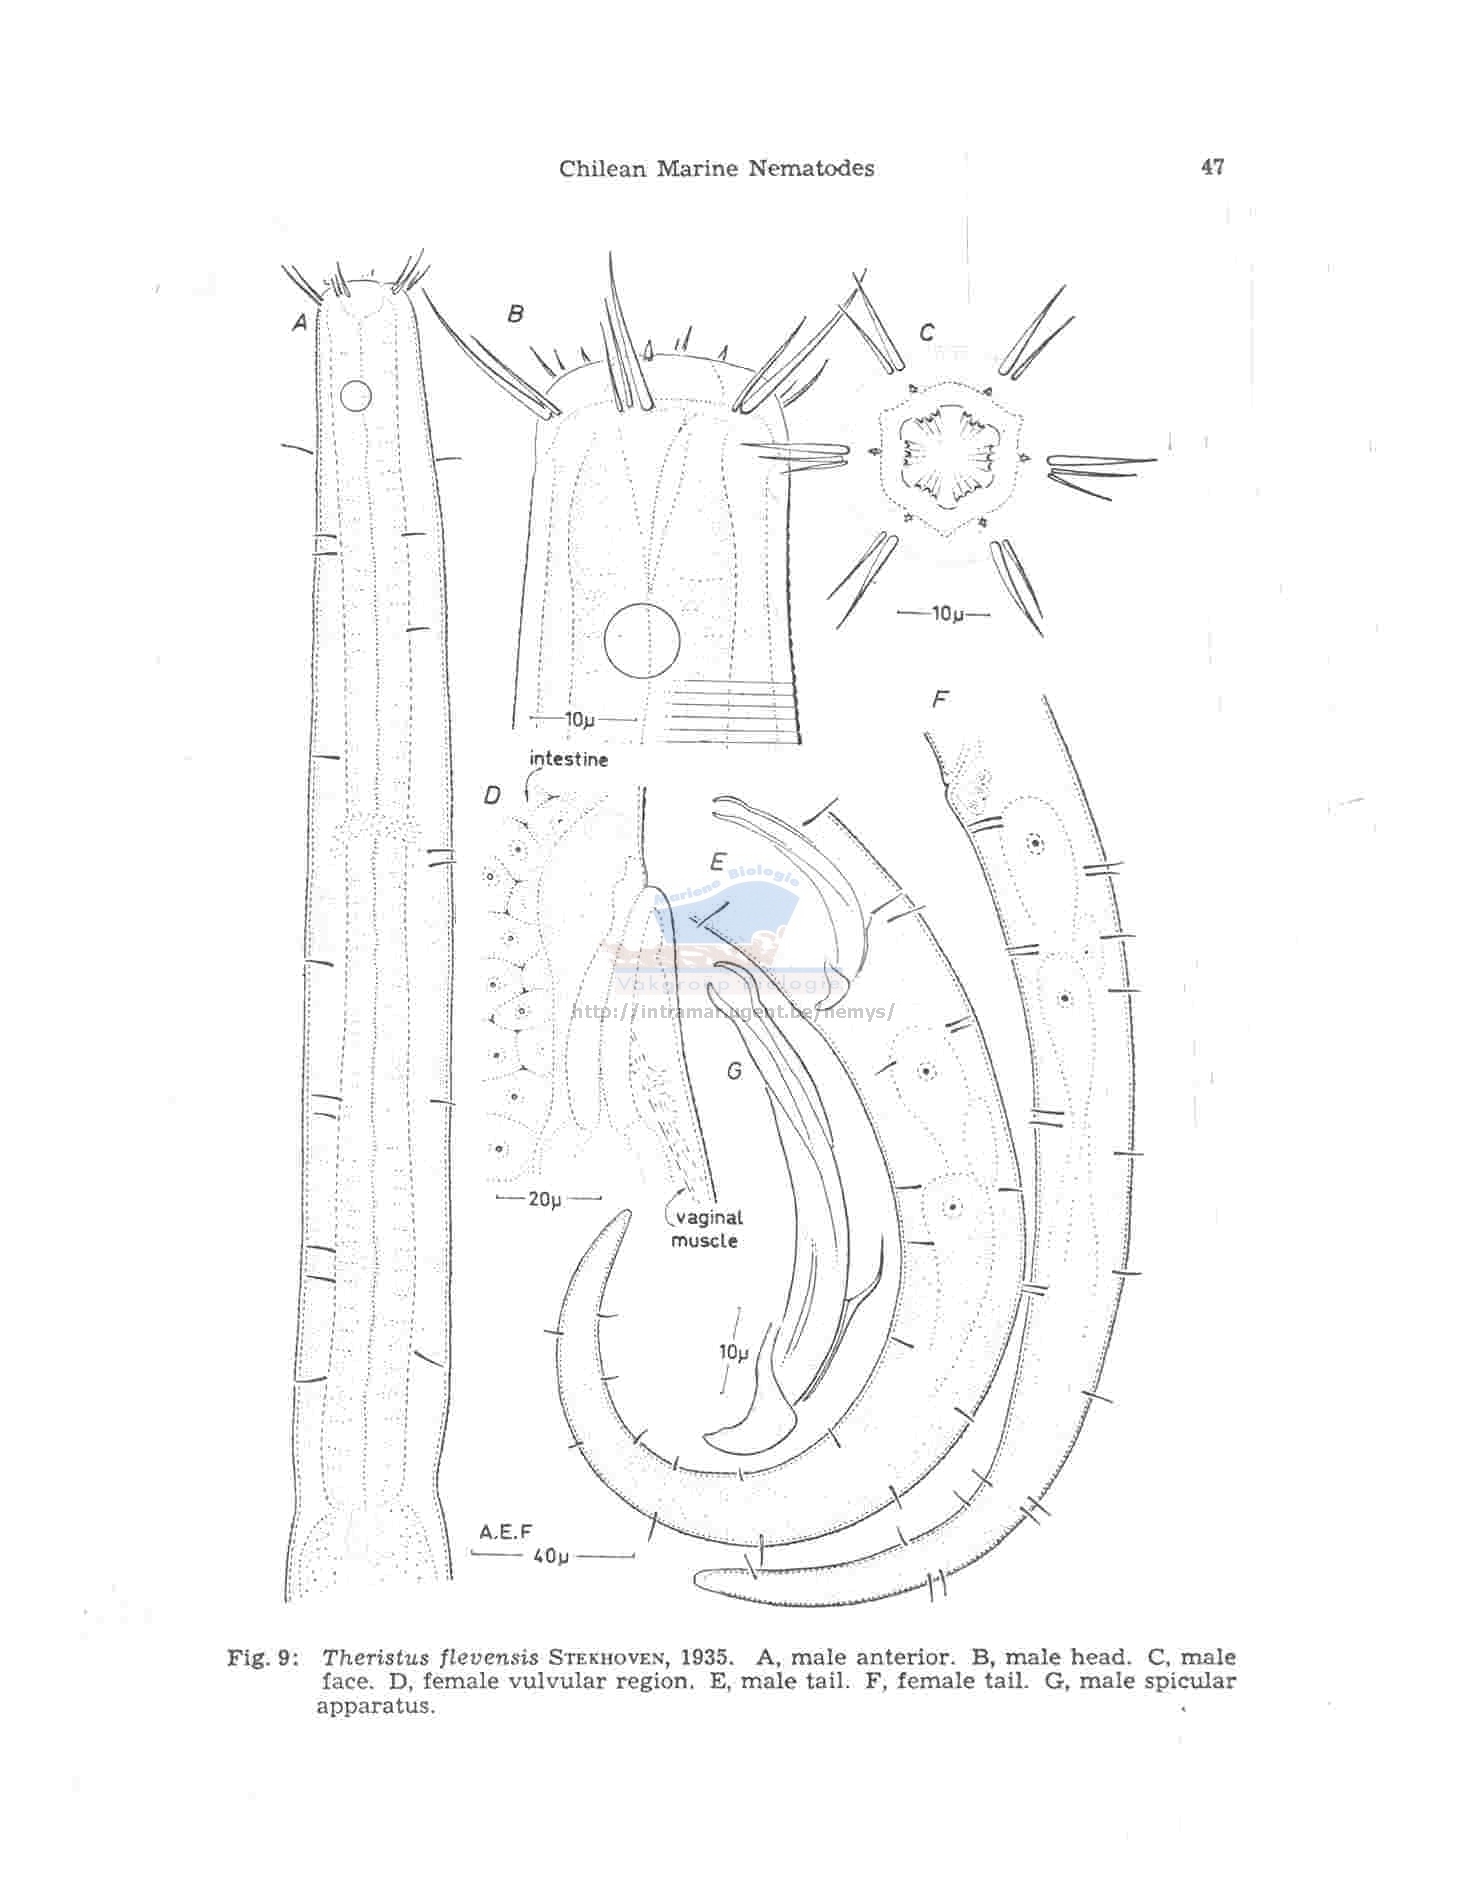 Chilean Marine Nematodes 47
A
B
C
10μ
F
10μ
intestine
D
E
Mariene Biologie
Vakgroep Biologie
http://intramar.ugent.be/nemys/
G
20μ
vaginal
muscle
10μ
A.E.F
40μ
Fig. 9: Theristus flevensis STEKHOVEN, 1935. A, male anterior. B, male head. C, male
face. D, female vulvular region. E, male tail. F, female tail. G, male spicular
apparatus.